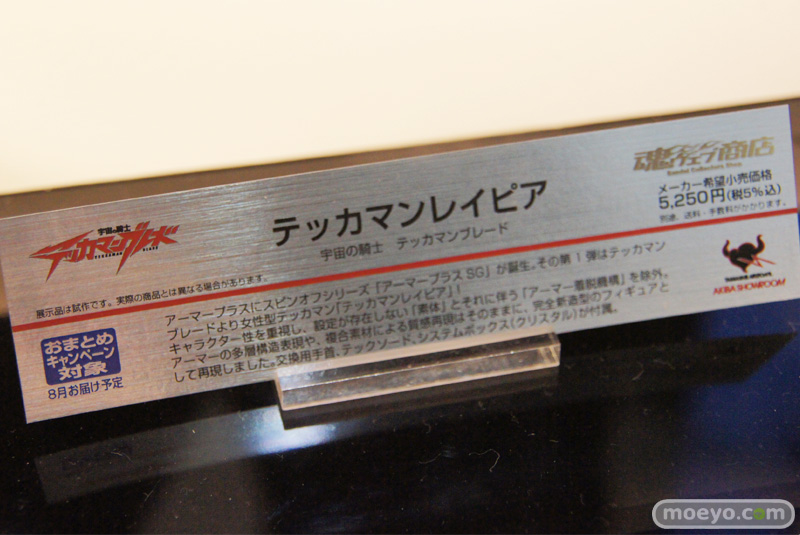 魂ウェブ商店
Bandai Collectors Shop
宇宙の騎士
テッカマンブレード
TEKKAMAN BLADE
テッカマンレイピア
宇宙の騎士 テッカマンブレード
メーカー希望小売価格
5,250円(税5%込)
別途、送料・手数料がかかります。
展示品は試作です。実際の商品とは異なる場合があります。
おまとめ
キャンペーン
対象
8月お届け予定
アーマープラスにスピンオフシリーズ「アーマープラス SG」が誕生。その第1弾はテッカマン
ブレードより女性型テッカマン「テッカマンレイピア」!
キャラクター性を重視し、設定が存在しない「素体」とそれに伴う「アーマー着脱機構」を除外。
アーマーの多層構造表現や、複合素材による質感再現はそのままに、完全新造型のフィギュアと
して再現しました。交換用手首、テックソード、システムボックス(クリスタル)が付属。
AKIBA SHOWROOM
moeyo.com